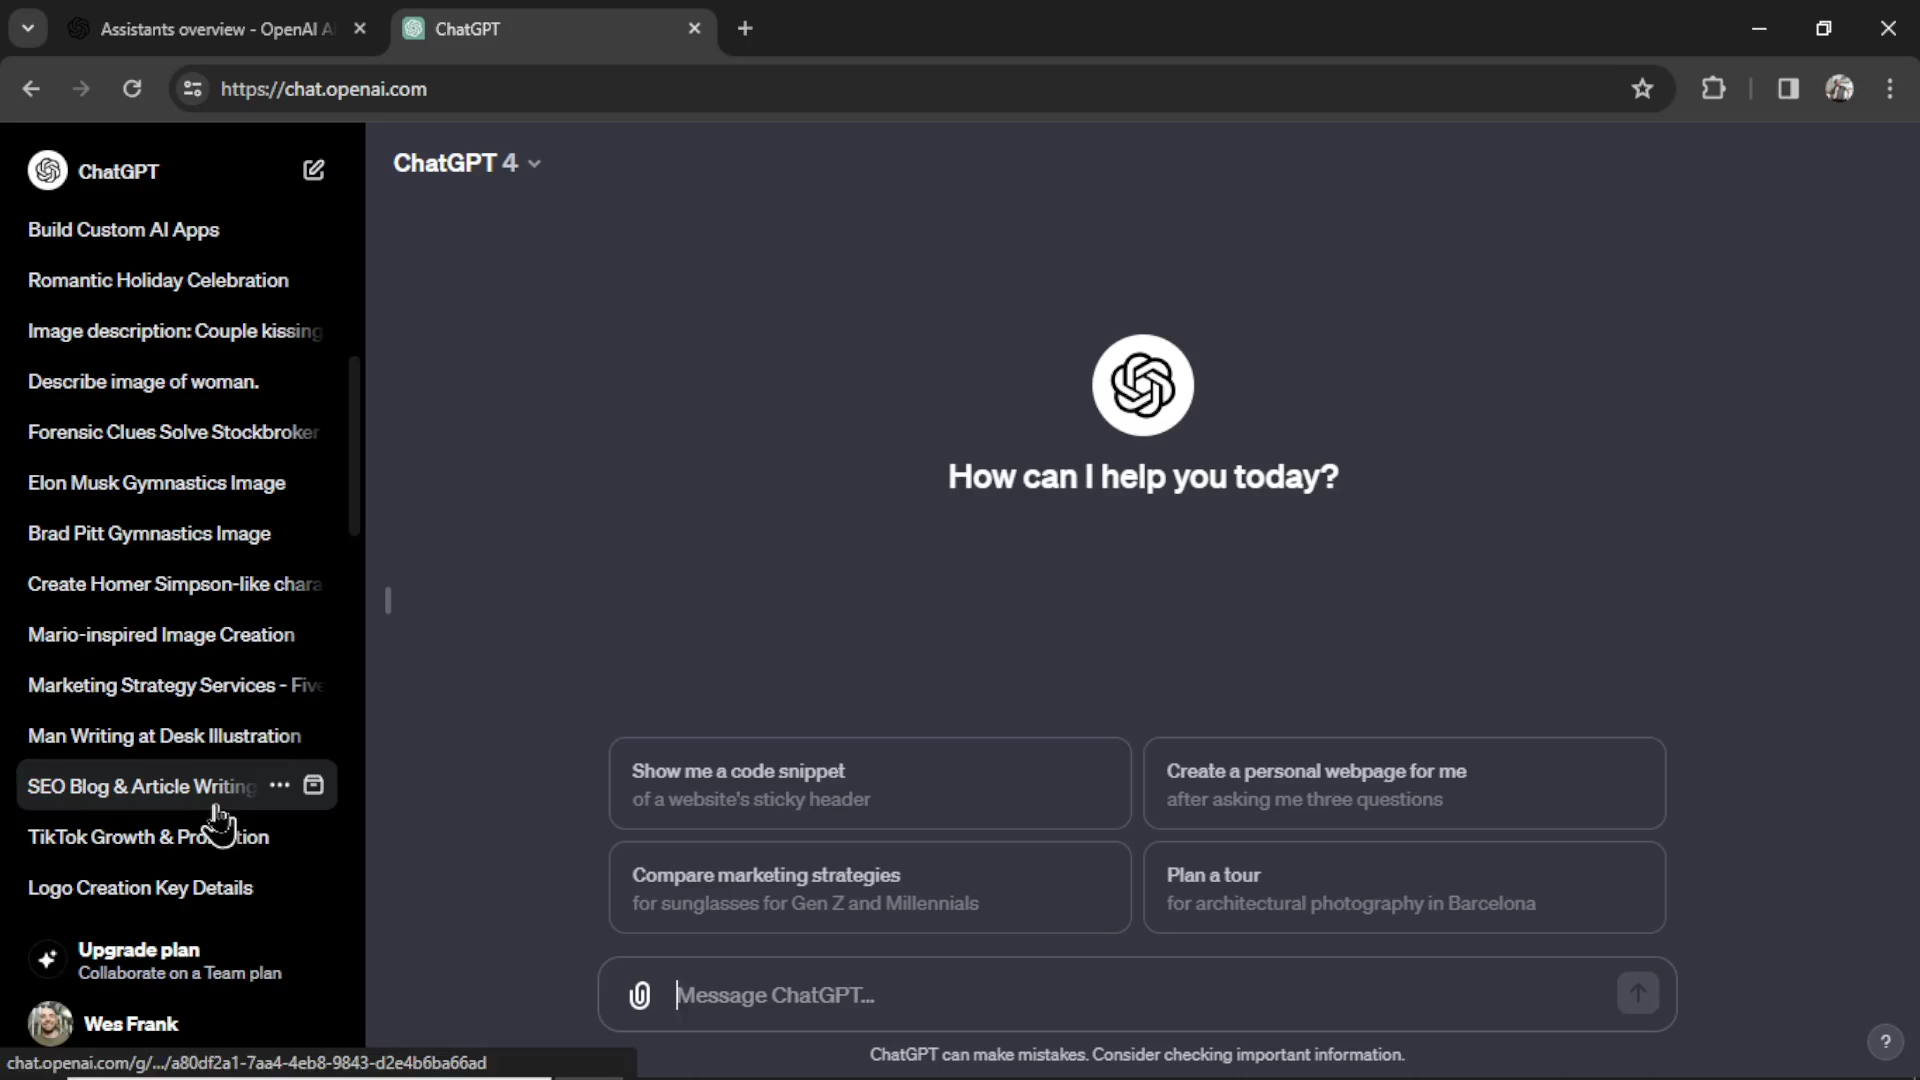 Assistants overview - OpenAI A
ChatGPT
https://chat.openai.com
ChatGPT
ChatGPT 4
Build Custom AI Apps
Romantic Holiday Celebration
Image description: Couple kissing
Describe image of woman.
Forensic Clues Solve Stockbroker
Elon Musk Gymnastics Image
Brad Pitt Gymnastics Image
Create Homer Simpson-like chara
Mario-inspired Image Creation
Marketing Strategy Services - Five
Man Writing at Desk Illustration
SEO Blog & Article Writing
TikTok Growth &
Logo Creation Key Details
Upgrade plan
Collaborate on a Team plan
Wes Frank
chat.openai.com/g/.../a80df2a1-7aa4-4eb8-9843-d2e4b6ba66ad
How can I help you today?
Show me a code snippet
of a website's sticky header
Create a personal webpage for me
after asking me three questions
Compare marketing strategies
for sunglasses for Gen Z and Millennials
Plan a tour
for architectural photography in Barcelona
Message ChatGPT...
ChatGPT can make mistakes. Consider checking important information.
?